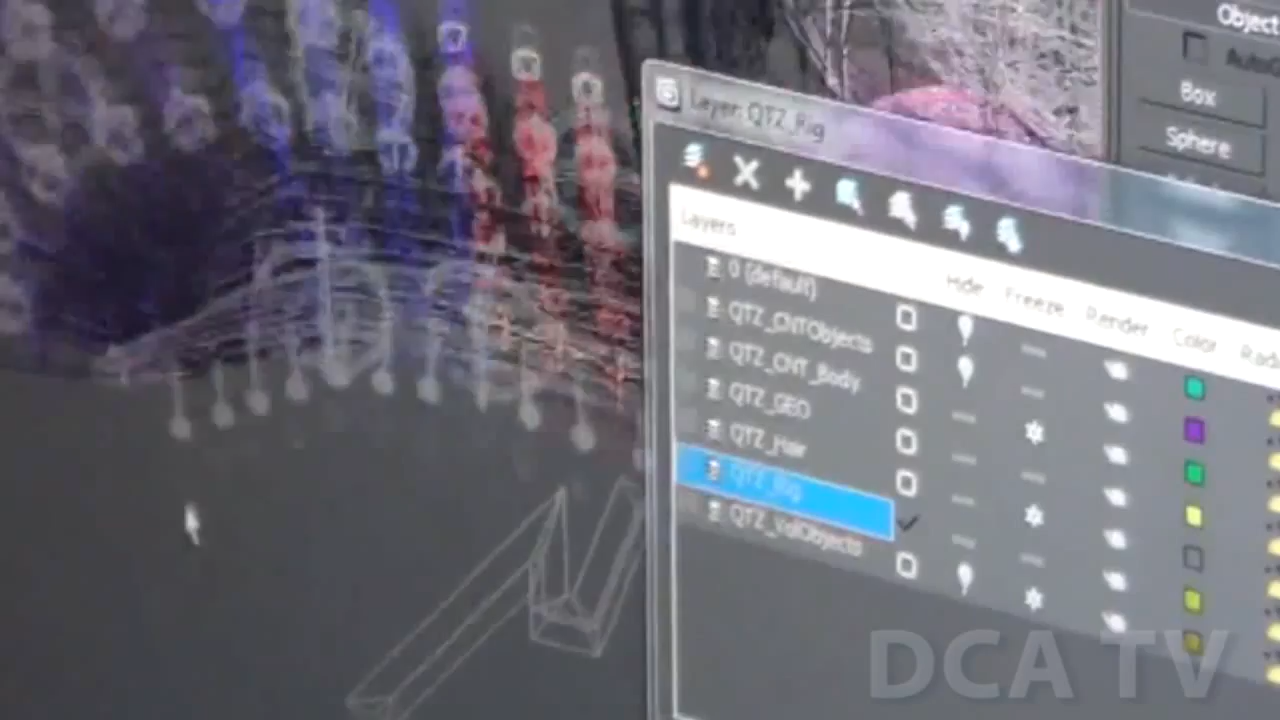 Object
Box
Sphere
Layer: QTZ_Rig
Layers
Hide Freeze Render Color
0 (default)
QTZ_CNTObjects
QTZ_CNT_Body
QTZ_GEO
QTZ_Hair
QTZ_Rig
QTZ_VolObjects
DCA TV